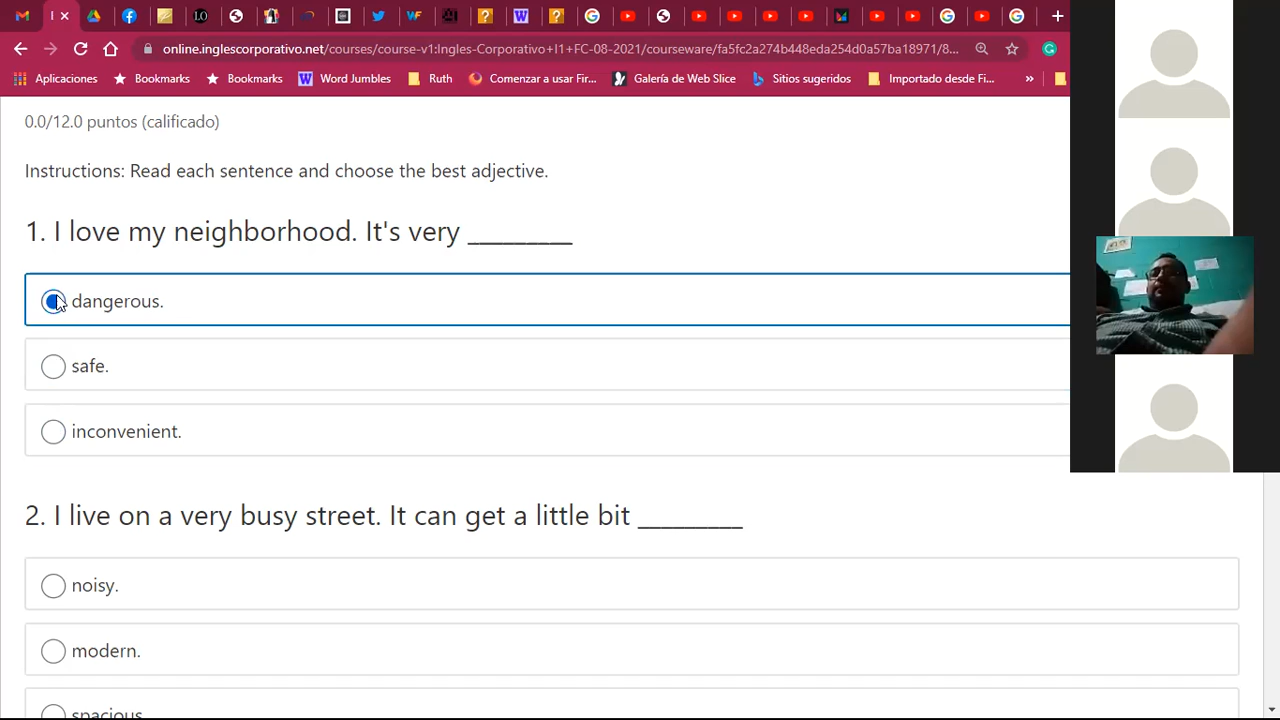 online.inglescorporativo.net/courses/course-v1:Ingles-Corporativo+I1+FC-08-2021/courseware/fa5fc2a274b448eda254d0a57ba18971/8...
Aplicaciones Bookmarks Bookmarks Word Jumbles Ruth Comenzar a usar Fir... Galería de Web Slice Sitios sugeridos Importado desde Fi... »
0.0/12.0 puntos (calificado)
Instructions: Read each sentence and choose the best adjective.
1. I love my neighborhood. It's very _________
dangerous.
safe.
inconvenient.
2. I live on a very busy street. It can get a little bit _________
noisy.
modern.
spacious.